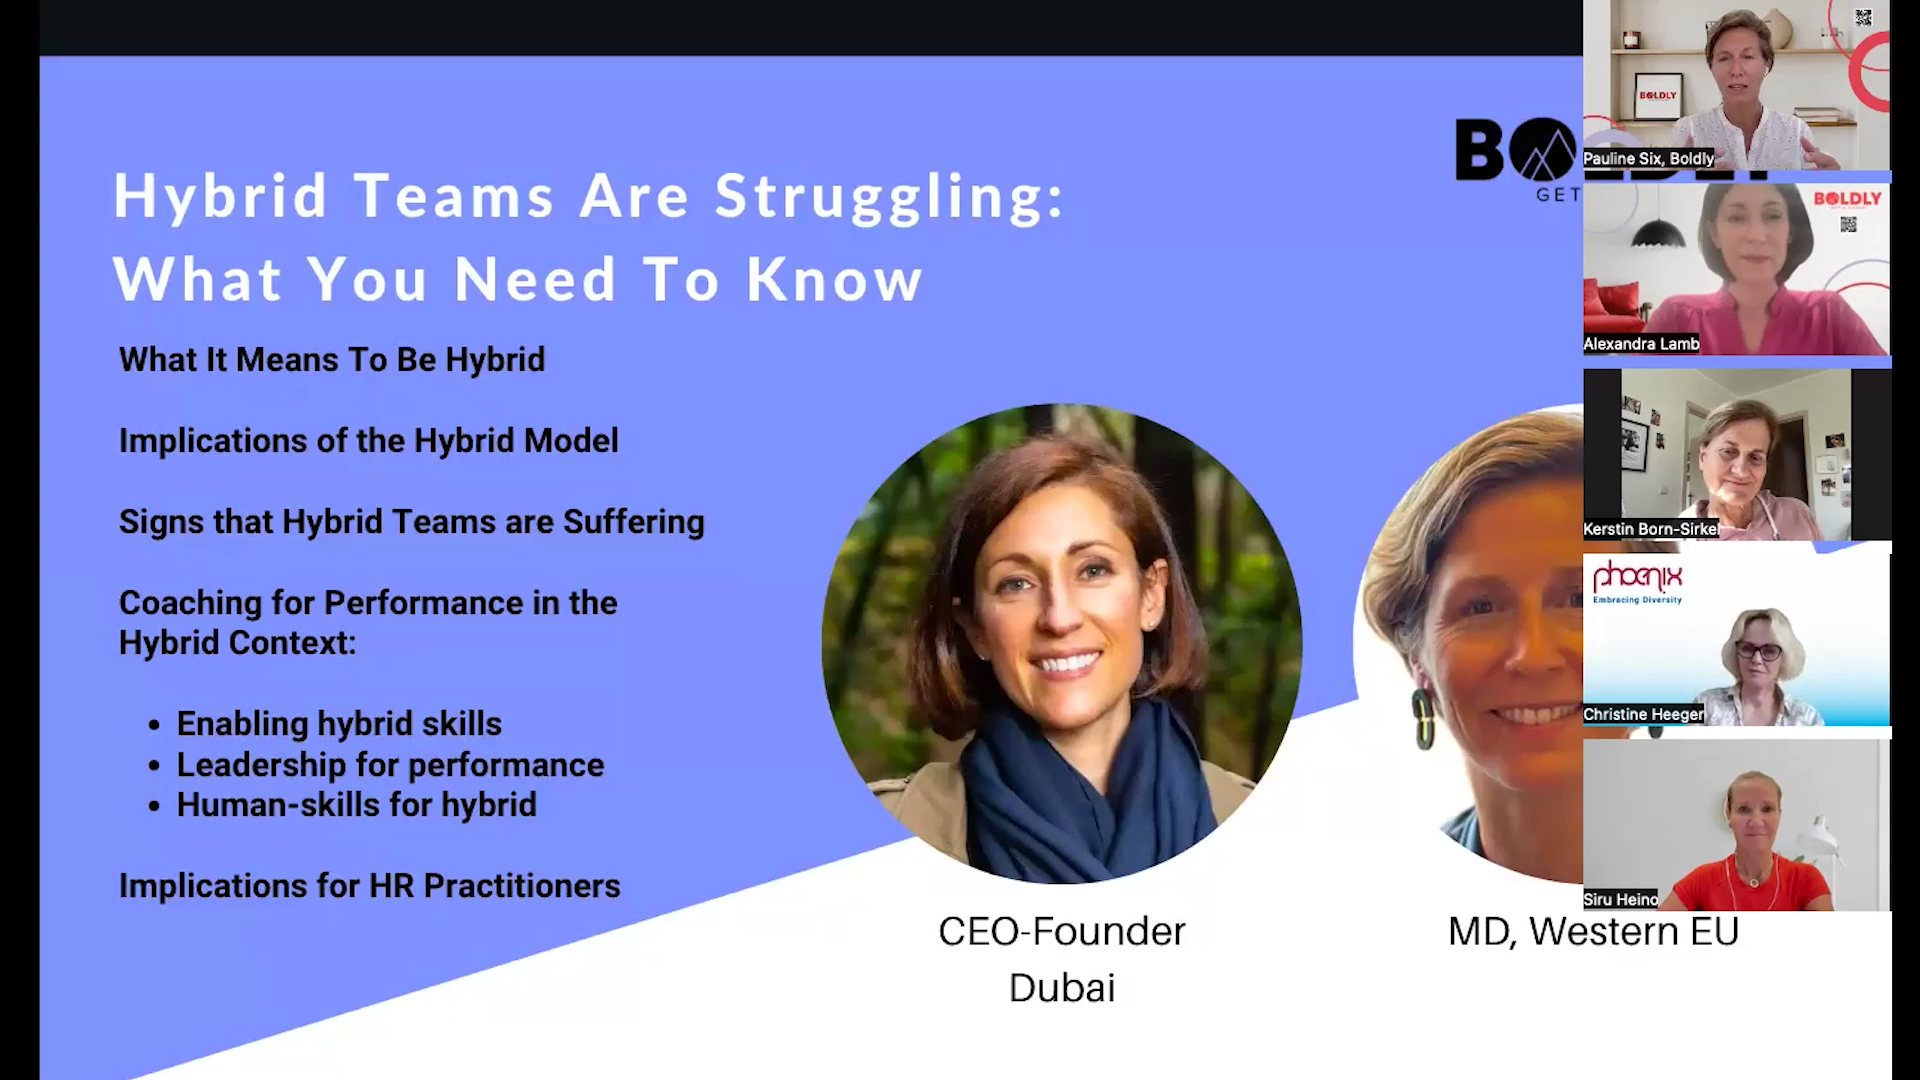 Hybrid Teams Are Struggling:
What You Need To Know
What It Means To Be Hybrid
Implications of the Hybrid Model
Signs that Hybrid Teams are Suffering
Coaching for Performance in the
Hybrid Context:
• Enabling hybrid skills
• Leadership for performance
• Human-skills for hybrid
Implications for HR Practitioners
CEO-Founder
Dubai
MD, Western EU
GET
BOLDLY
Pauline Six, Boldly
BOLDLY
Alexandra Lamb
Kerstin Born-Sirkel
phoenix
Embracing Diversity
Christine Heeger
Siru Heino